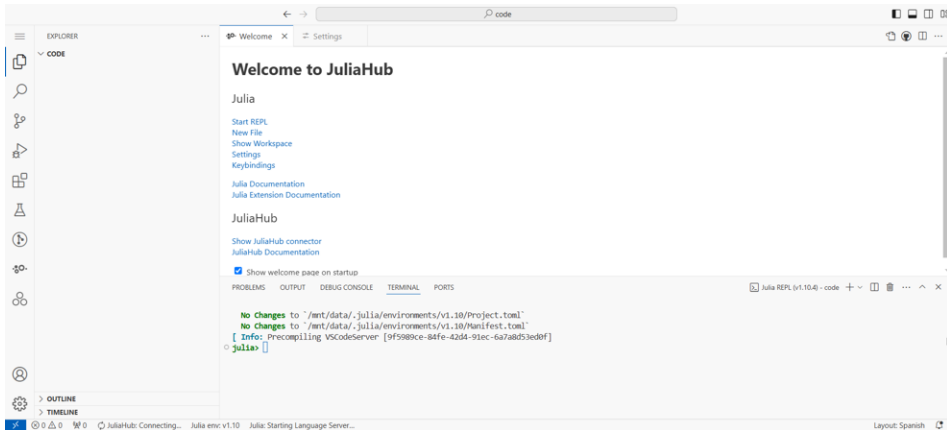 code
EXPLORER
CODE
Welcome
Settings
Welcome to JuliaHub
Julia
Start REPL
New File
Show Workspace
Settings
Keybindings
Julia Documentation
Julia Extension Documentation
JuliaHub
Show JuliaHub connector
JuliaHub Documentation
Show welcome page on startup
PROBLEMS OUTPUT DEBUG CONSOLE TERMINAL PORTS
Julia REPL (v1.10.4) - code
No Changes to `/mnt/data/.julia/environments/v1.10/Project.toml`
No Changes to `/mnt/data/.julia/environments/v1.10/Manifest.toml`
[ Info: Precompiling VSCodeServer [9f5989ce-84fe-42d4-91ec-6a7a8d53ed0f]
julia>
OUTLINE
TIMELINE
0 0 0 JuliaHub: Connecting... Julia env: v1.10 Julia: Starting Language Server... Layout: Spanish